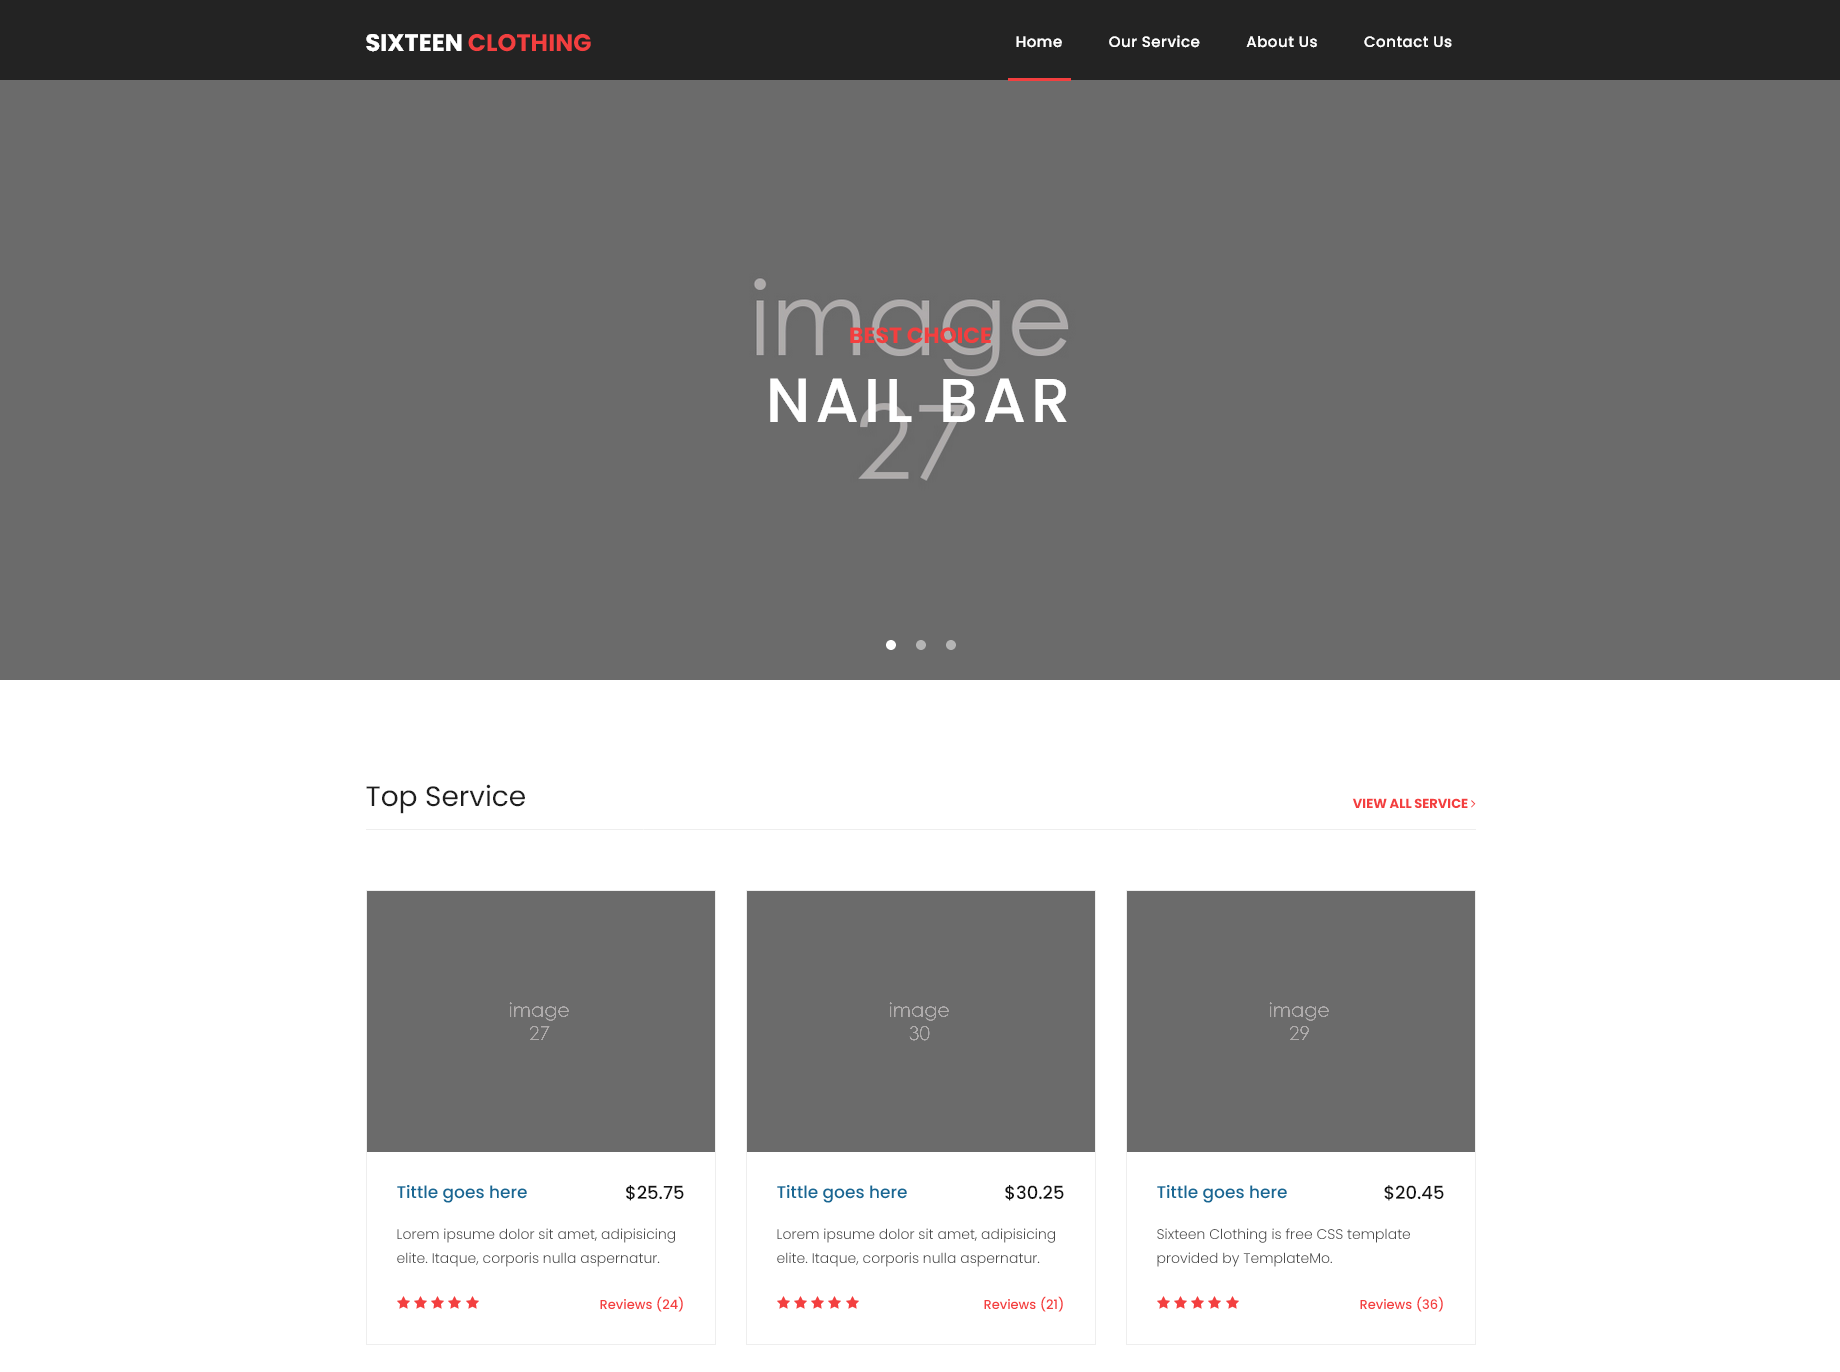 SIXTEEN CLOTHING
Home
Our Service
About Us
Contact Us
image
BEST CHOICE
NAIL BAR
27
Top Service
VIEW ALL SERVICE
image
27
image
30
image
29
Tittle goes here
$25.75
Lorem ipsume dolor sit amet, adipisicing
elite. Itaque, corporis nulla aspernatur.
Reviews (24)
Tittle goes here
$30.25
Lorem ipsume dolor sit amet, adipisicing
elite. Itaque, corporis nulla aspernatur.
Reviews (21)
Tittle goes here
$20.45
Sixteen Clothing is free CSS template
provided by TemplateMo.
Reviews (36)